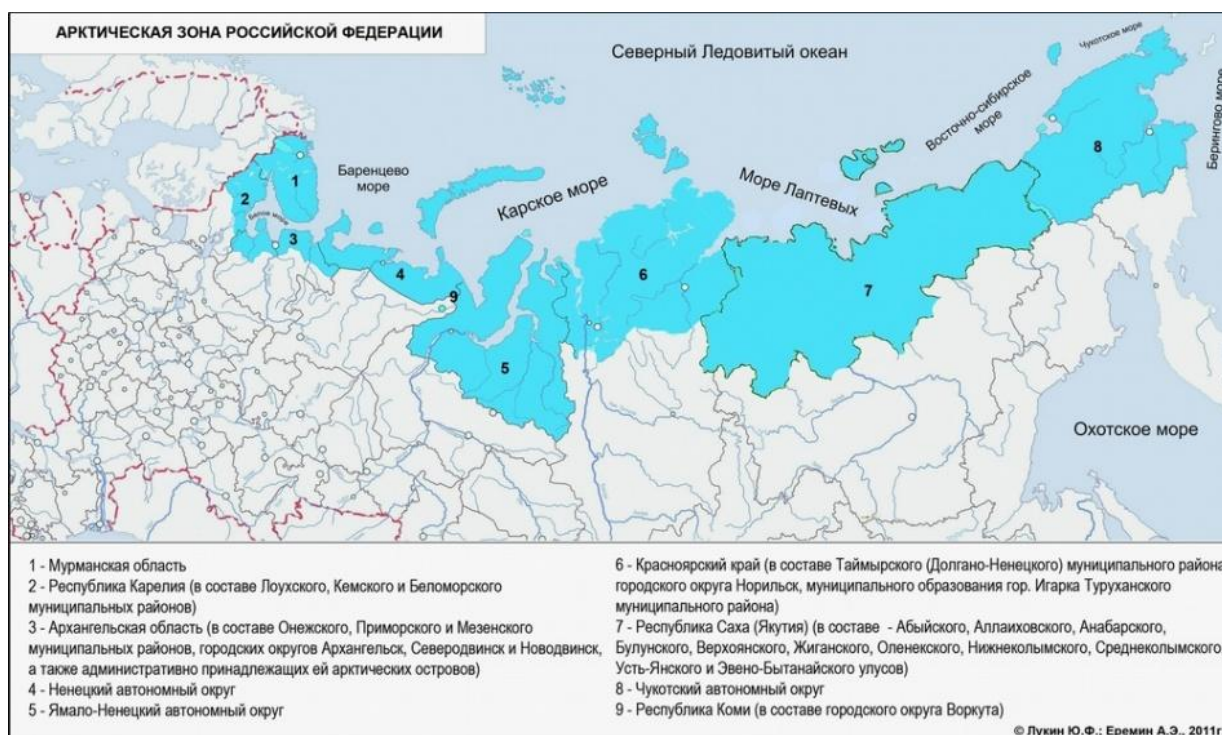 АРКТИЧЕСКАЯ ЗОНА РОССИЙСКОЙ ФЕДЕРАЦИИ
Северный Ледовитый океан
Чукотское море
Берингово море
Восточно-сибирское
море
Баренцево
море
Карское море
Море Лаптевых
Белое море
Охотское море
1
2
3
4
9
5
6
7
8
1 - Мурманская область
2 - Республика Карелия (в составе Лоухского, Кемского и Беломорского
муниципальных районов)
3 - Архангельская область (в составе Онежского, Приморского и Мезенского
муниципальных районов, городских округов Архангельск, Северодвинск и Новодвинск,
а также административно принадлежащих ей арктических островов)
4 - Ненецкий автономный округ
5 - Ямало-Ненецкий автономный округ
6 - Красноярский край (в составе Таймырского (Долгано-Ненецкого) муниципального района
городского округа Норильск, муниципального образования гор. Игарка Туруханского
муниципального района)
7 - Республика Саха (Якутия) (в составе - Абыйского, Аллаиховского, Анабарского,
Булунского, Верхоянского, Жиганского, Оленекского, Нижнеколымского, Среднеколымского
Усть-Янского и Эвено-Бытанайского улусов)
8 - Чукотский автономный округ
9 - Республика Коми (в составе городского округа Воркута)
© Лукин Ю.Ф.; Еремин А.Э., 2011г